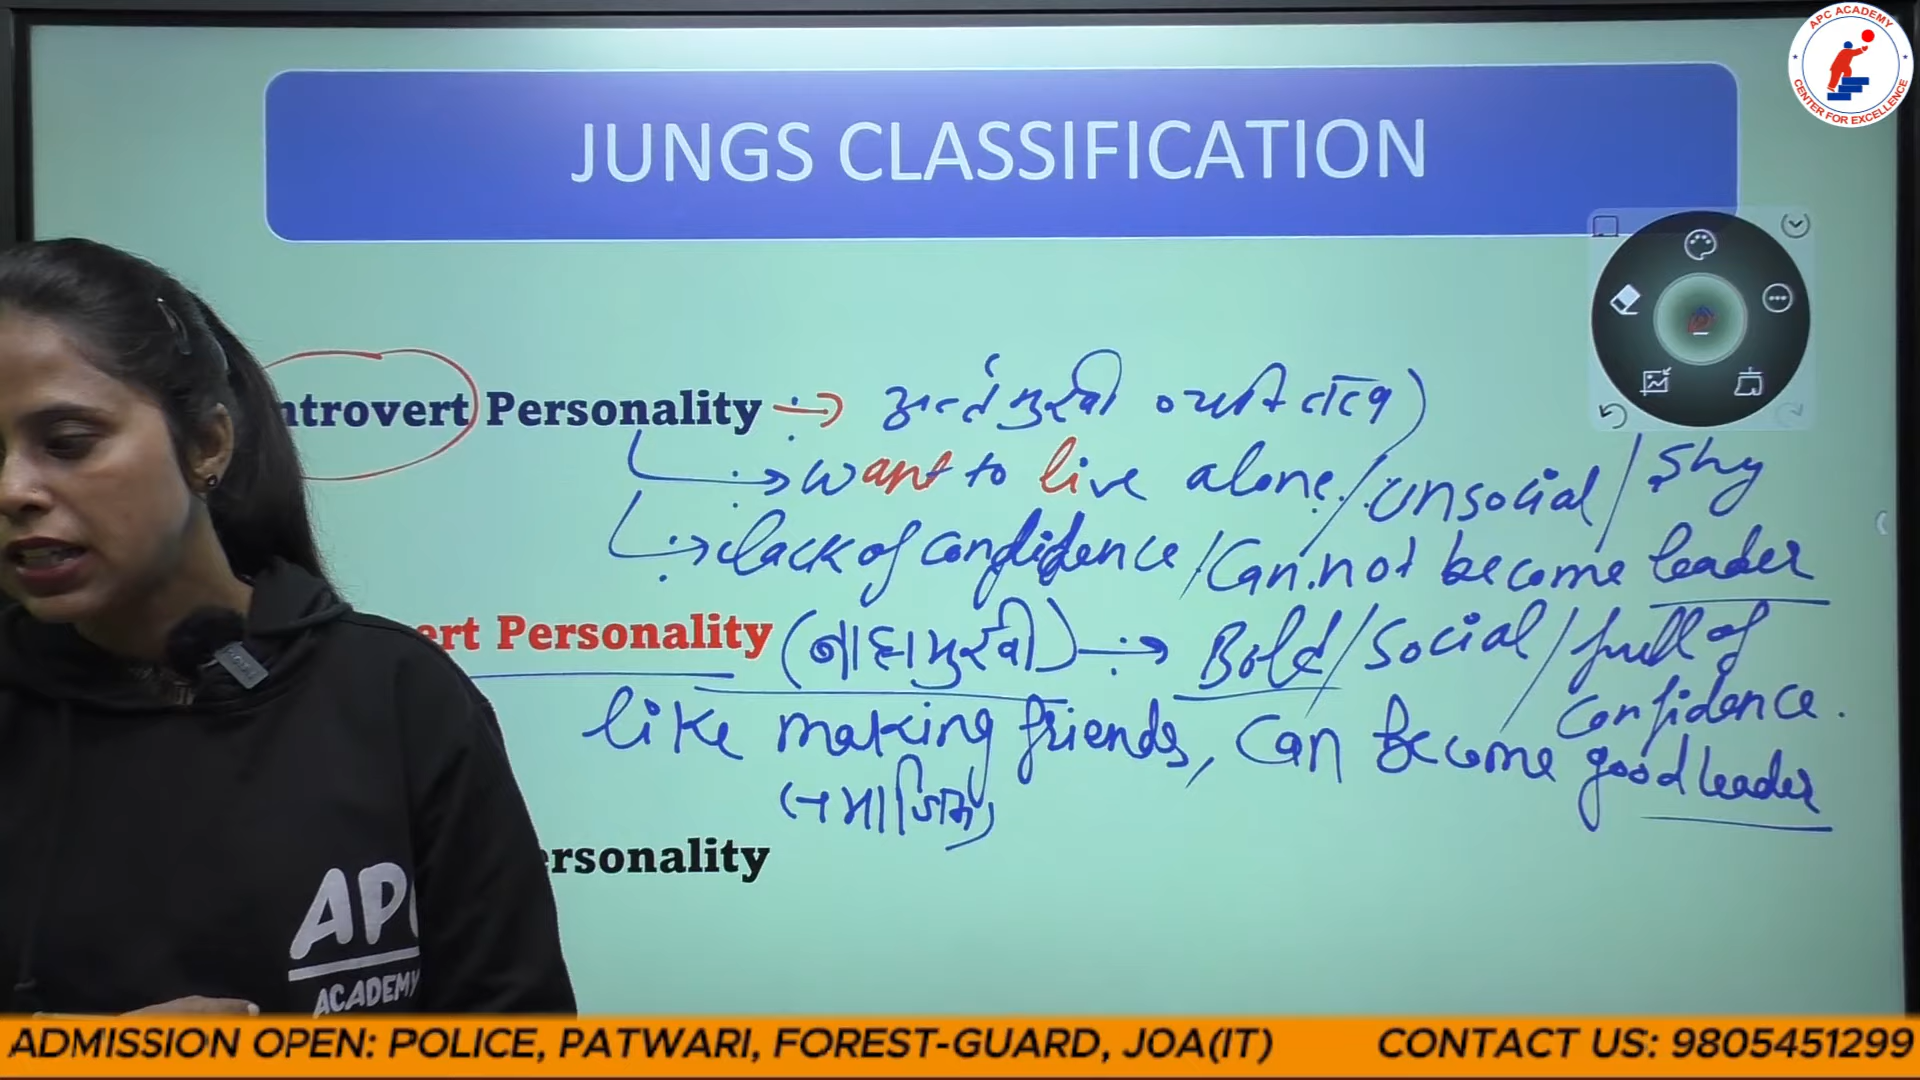 APC ACADEMY
CENTER FOR EXCELLENCE
JUNGS CLASSIFICATION
ntrovert Personality → अन्तर्मुखी व्यक्तित्व)
→ want to live alone. / unsocial / Shy
→ lack of confidence / Can not become leader
ert Personality (बाह्यमुखी) → Bold / Social / full of
confidence.
like making friends, Can become good leader
ersonality
APC
ACADEMY
ADMISSION OPEN: POLICE, PATWARI, FOREST-GUARD, JOA(IT) CONTACT US: 9805451299